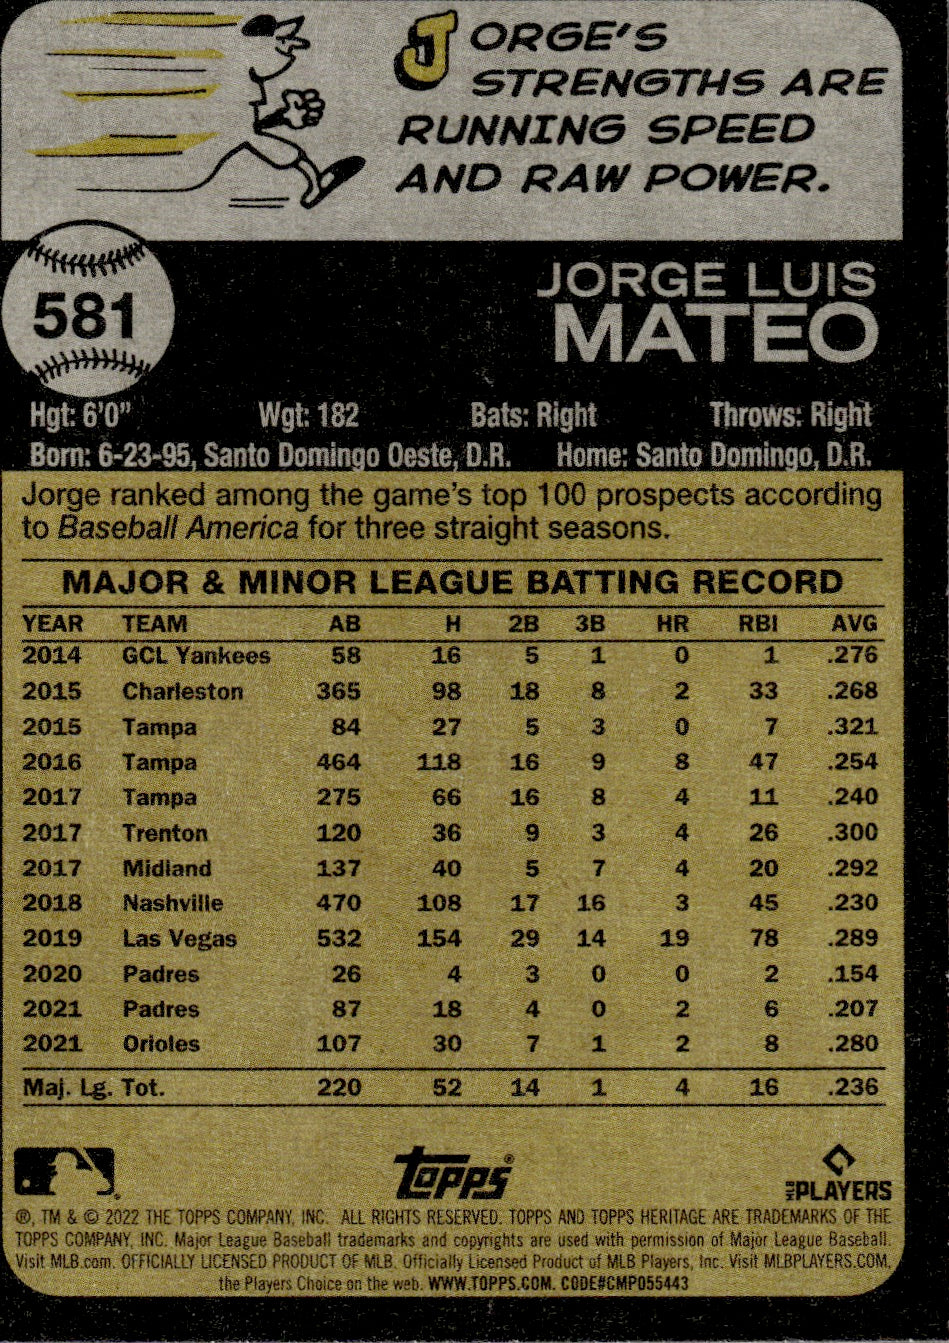 JORGE'S
STRENGTHS ARE
RUNNING SPEED
AND RAW POWER.
581
JORGE LUIS
MATEO
Hgt: 6'0" Wgt: 182 Bats: Right Throws: Right
Born: 6-23-95, Santo Domingo Oeste, D.R. Home: Santo Domingo, D.R.
Jorge ranked among the game's top 100 prospects according
to Baseball America for three straight seasons.
MAJOR & MINOR LEAGUE BATTING RECORD
YEAR TEAM AB H 2B 3B HR RBI AVG
2014 GCL Yankees 58 16 5 1 0 1 .276
2015 Charleston 365 98 18 8 2 33 .268
2015 Tampa 84 27 5 3 0 7 .321
2016 Tampa 464 118 16 9 8 47 .254
2017 Tampa 275 66 16 8 4 11 .240
2017 Trenton 120 36 9 3 4 26 .300
2017 Midland 137 40 5 7 4 20 .292
2018 Nashville 470 108 17 16 3 45 .230
2019 Las Vegas 532 154 29 14 19 78 .289
2020 Padres 26 4 3 0 0 2 .154
2021 Padres 87 18 4 0 2 6 .207
2021 Orioles 107 30 7 1 2 8 .280
Maj. Lg. Tot. 220 52 14 1 4 16 .236
TOPPS® MLB PLAYERS
®, TM & © 2022 THE TOPPS COMPANY, INC. ALL RIGHTS RESERVED. TOPPS AND TOPPS HERITAGE ARE TRADEMARKS OF THE
TOPPS COMPANY, INC. Major League Baseball trademarks and copyrights are used with permission of Major League Baseball.
Visit MLB.com. OFFICIALLY LICENSED PRODUCT OF MLB. Officially Licensed Product of MLB Players, Inc. Visit MLBPLAYERS.COM,
the Players Choice on the web. WWW.TOPPS.COM. CODE#CMP055443